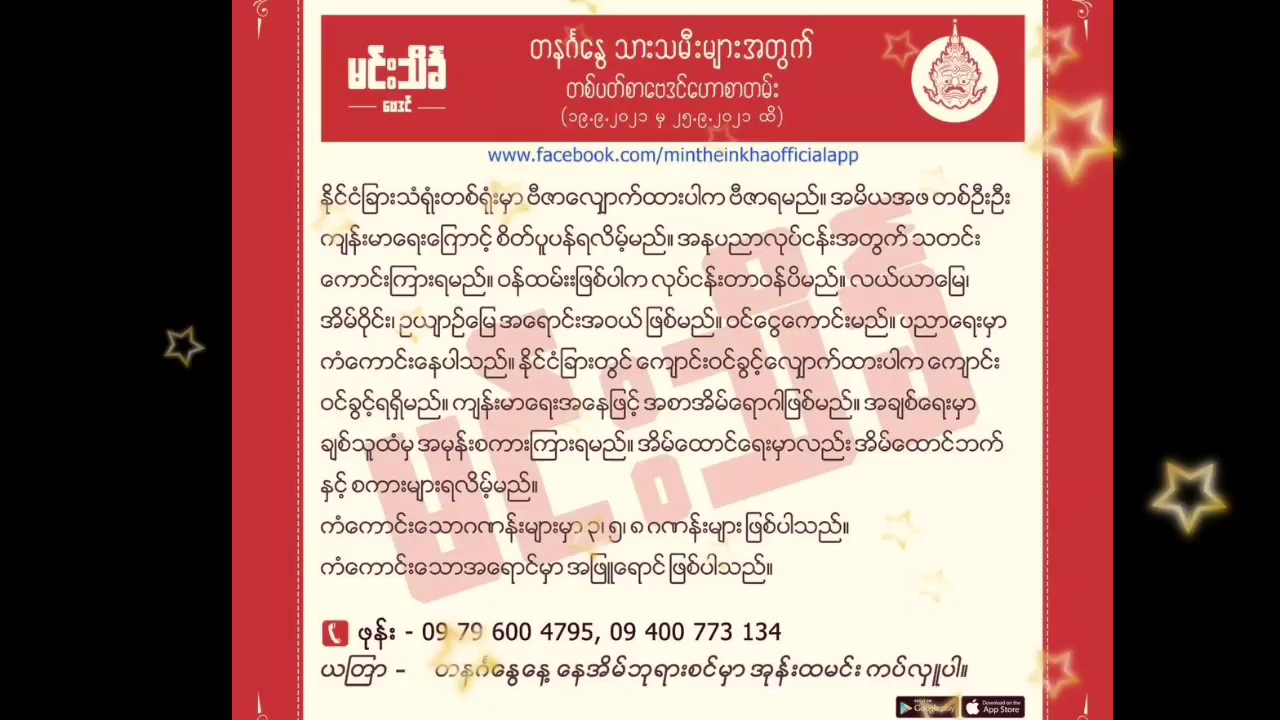 မင်းသိင်္ခ
ဗေဒင်
တနင်္ဂနွေ သားသမီးများအတွက်
တစ်ပတ်စာဗေဒင်ဟောစာတမ်း
(၁၉.၉.၂၀၂၁ မှ ၂၅.၉.၂၀၂၁ ထိ)
www.facebook.com/mintheinkhaofficialapp
နိုင်ငံခြားသံရုံးတစ်ရုံးမှာ ဗီဇာလျှောက်ထားပါက ဗီဇာရမည်။ အမိယအဖ တစ်ဦးဦး
ကျန်းမာရေးကြောင့် စိတ်ပူပန်ရလိမ့်မည်။ အနုပညာလုပ်ငန်းအတွက် သတင်း
ကောင်းကြားရမည်။ ဝန်ထမ်းဖြစ်ပါက လုပ်ငန်းတာဝန်ပိမည်။ လယ်ယာမြေ၊
အိမ်ဝိုင်း၊ ဥယျာဉ်မြေ အရောင်းအဝယ် ဖြစ်မည်။ ဝင်ငွေကောင်းမည်။ ပညာရေးမှာ
ကံကောင်းနေပါသည်။ နိုင်ငံခြားတွင် ကျောင်းဝင်ခွင့်လျှောက်ထားပါက ကျောင်း
ဝင်ခွင့်ရရှိမည်။ ကျန်းမာရေးအနေဖြင့် အစာအိမ်ရောဂါဖြစ်မည်။ အချစ်ရေးမှာ
ချစ်သူထံမှ အမုန်းစကားကြားရမည်။ အိမ်ထောင်ရေးမှာလည်း အိမ်ထောင်ဘက်
နှင့် စကားများရလိမ့်မည်။
ကံကောင်းသောဂဏန်းများမှာ ၃၊ ၅၊ ၈ ဂဏန်းများ ဖြစ်ပါသည်။
ကံကောင်းသောအရောင်မှာ အဖြူရောင် ဖြစ်ပါသည်။
ဖုန်း - 09 79 600 4795, 09 400 773 134
ယတြာ - တနင်္ဂနွေနေ့ နေအိမ်ဘုရားစင်မှာ အုန်းထမင်း ကပ်လှူပါ။
Google play
Download on the
App Store
မင်းသိင်္ခ